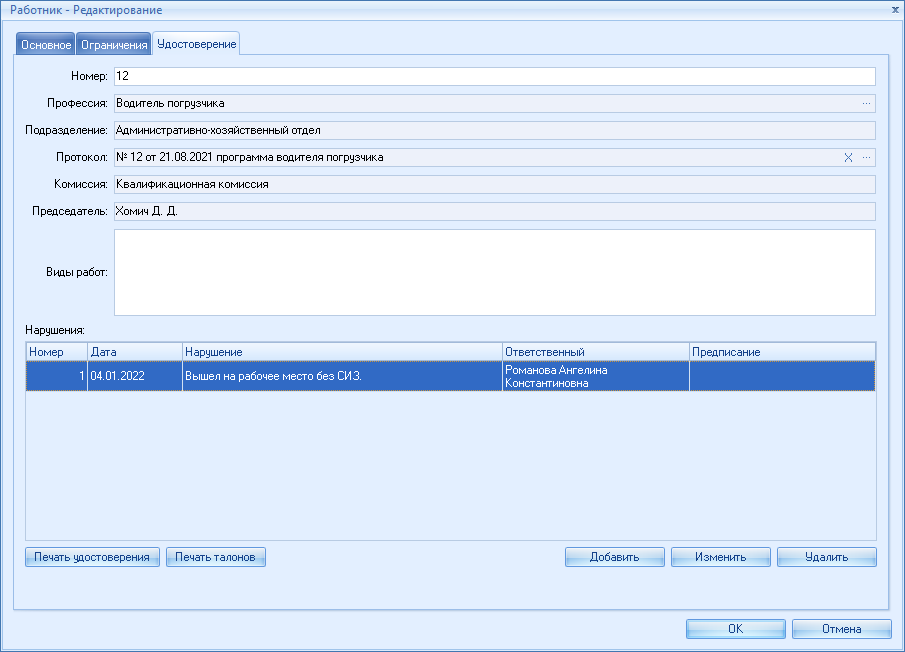 Работник - Редактирование
Основное Ограничения Удостоверение
Номер: 12
Профессия: Водитель погрузчика ...
Подразделение: Административно-хозяйственный отдел
Протокол: № 12 от 21.08.2021 программа водителя погрузчика X ...
Комиссия: Квалификационная комиссия
Председатель: Хомич Д. Д.
Виды работ:
Нарушения:
Номер Дата Нарушение Ответственный Предписание
1 04.01.2022 Вышел на рабочее место без СИЗ. Романова Ангелина
Константиновна
Печать удостоверения Печать талонов Добавить Изменить Удалить
OK Отмена